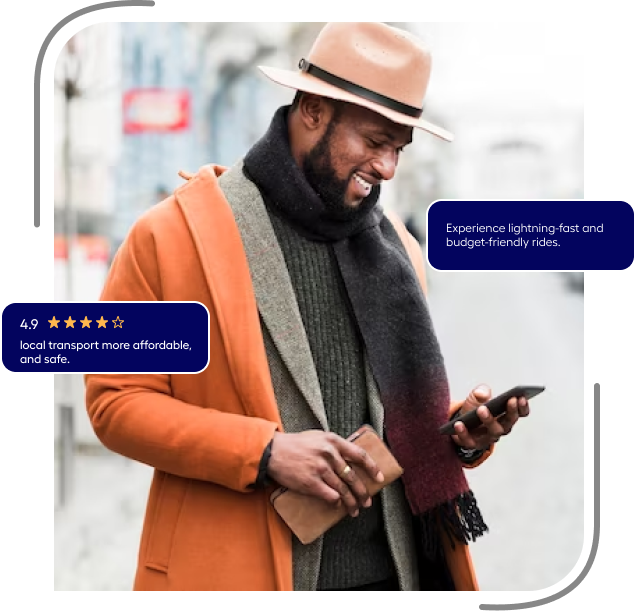 Experience lightning-fast and
budget-friendly rides.
4.9
local transport more affordable,
and safe.